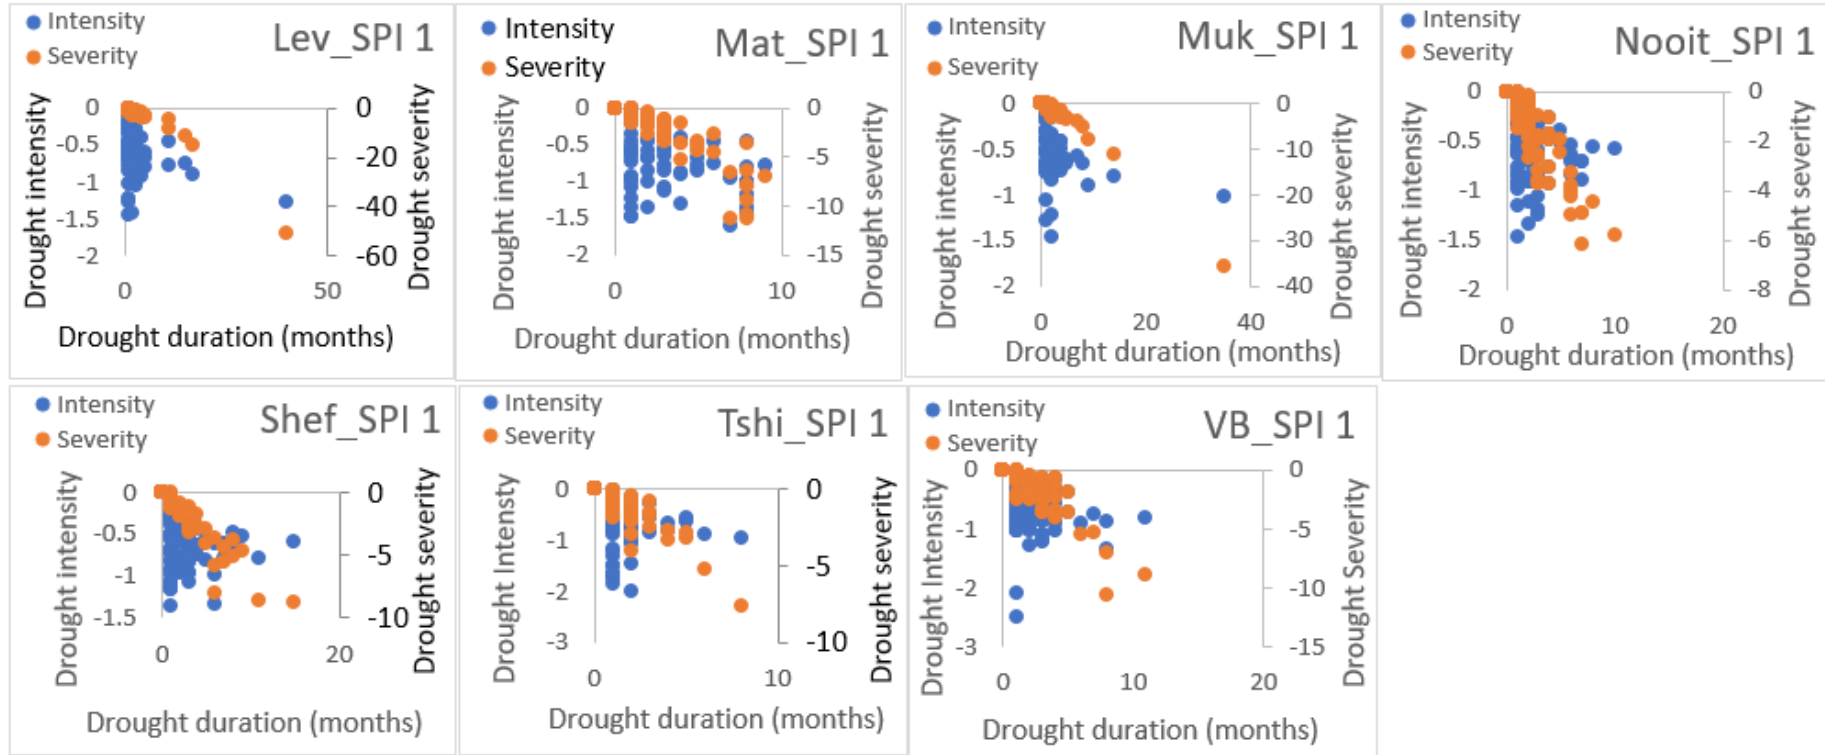 Intensity
Severity
Lev_SPI 1
0
-0.5
-1
-1.5
-2
0
-20
-40
-60
0
50
Drought intensity
Drought severity
Drought duration (months)
Intensity
Severity
Mat_SPI 1
0
-0.5
-1
-1.5
-2
0
-5
-10
-15
0
10
Drought intensity
Drought severity
Drought duration (months)
Intensity
Severity
Muk_SPI 1
0
-0.5
-1
-1.5
-2
0
-10
-20
-30
-40
0
20
40
Drought intensity
Drought severity
Drought duration (months)
Intensity
Severity
Nooit_SPI 1
0
-0.5
-1
-1.5
-2
0
-2
-4
-6
-8
0
10
20
Drought intensity
Drought severity
Drought duration (months)
Intensity
Severity
Shef_SPI 1
0
-0.5
-1
-1.5
0
-5
-10
0
20
Drought intensity
Drought severity
Drought duration (months)
Intensity
Severity
Tshi_SPI 1
0
-1
-2
-3
0
-5
-10
0
10
Drought Intensty
Drought severity
Drought duration (months)
Intensity
Severity
VB_SPI 1
0
-1
-2
-3
0
-5
-10
-15
0
10
20
Drought Intensity
Drought Severity
Drought duration (months)